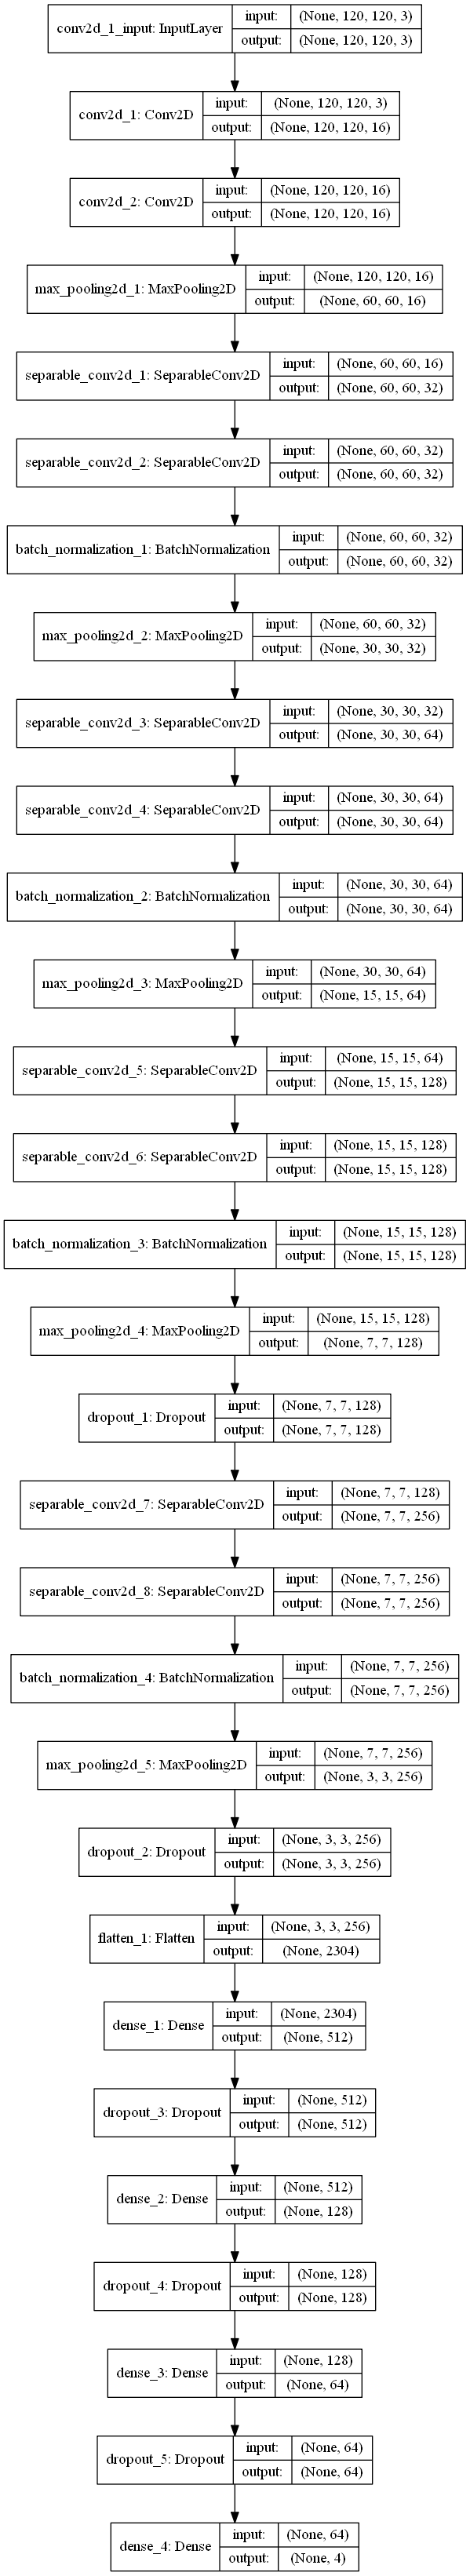 conv2d_1_input: InputLayer input: (None, 120, 120, 3)
output: (None, 120, 120, 3)
conv2d_1: Conv2D input: (None, 120, 120, 3)
output: (None, 120, 120, 16)
conv2d_2: Conv2D input: (None, 120, 120, 16)
output: (None, 120, 120, 16)
max_pooling2d_1: MaxPooling2D input: (None, 120, 120, 16)
output: (None, 60, 60, 16)
separable_conv2d_1: SeparableConv2D input: (None, 60, 60, 16)
output: (None, 60, 60, 32)
separable_conv2d_2: SeparableConv2D input: (None, 60, 60, 32)
output: (None, 60, 60, 32)
batch_normalization_1: BatchNormalization input: (None, 60, 60, 32)
output: (None, 60, 60, 32)
max_pooling2d_2: MaxPooling2D input: (None, 60, 60, 32)
output: (None, 30, 30, 32)
separable_conv2d_3: SeparableConv2D input: (None, 30, 30, 32)
output: (None, 30, 30, 64)
separable_conv2d_4: SeparableConv2D input: (None, 30, 30, 64)
output: (None, 30, 30, 64)
batch_normalization_2: BatchNormalization input: (None, 30, 30, 64)
output: (None, 30, 30, 64)
max_pooling2d_3: MaxPooling2D input: (None, 30, 30, 64)
output: (None, 15, 15, 64)
separable_conv2d_5: SeparableConv2D input: (None, 15, 15, 64)
output: (None, 15, 15, 128)
separable_conv2d_6: SeparableConv2D input: (None, 15, 15, 128)
output: (None, 15, 15, 128)
batch_normalization_3: BatchNormalization input: (None, 15, 15, 128)
output: (None, 15, 15, 128)
max_pooling2d_4: MaxPooling2D input: (None, 15, 15, 128)
output: (None, 7, 7, 128)
dropout_1: Dropout input: (None, 7, 7, 128)
output: (None, 7, 7, 128)
separable_conv2d_7: SeparableConv2D input: (None, 7, 7, 128)
output: (None, 7, 7, 256)
separable_conv2d_8: SeparableConv2D input: (None, 7, 7, 256)
output: (None, 7, 7, 256)
batch_normalization_4: BatchNormalization input: (None, 7, 7, 256)
output: (None, 7, 7, 256)
max_pooling2d_5: MaxPooling2D input: (None, 7, 7, 256)
output: (None, 3, 3, 256)
dropout_2: Dropout input: (None, 3, 3, 256)
output: (None, 3, 3, 256)
flatten_1: Flatten input: (None, 3, 3, 256)
output: (None, 2304)
dense_1: Dense input: (None, 2304)
output: (None, 512)
dropout_3: Dropout input: (None, 512)
output: (None, 512)
dense_2: Dense input: (None, 512)
output: (None, 128)
dropout_4: Dropout input: (None, 128)
output: (None, 128)
dense_3: Dense input: (None, 128)
output: (None, 64)
dropout_5: Dropout input: (None, 64)
output: (None, 64)
dense_4: Dense input: (None, 64)
output: (None, 4)